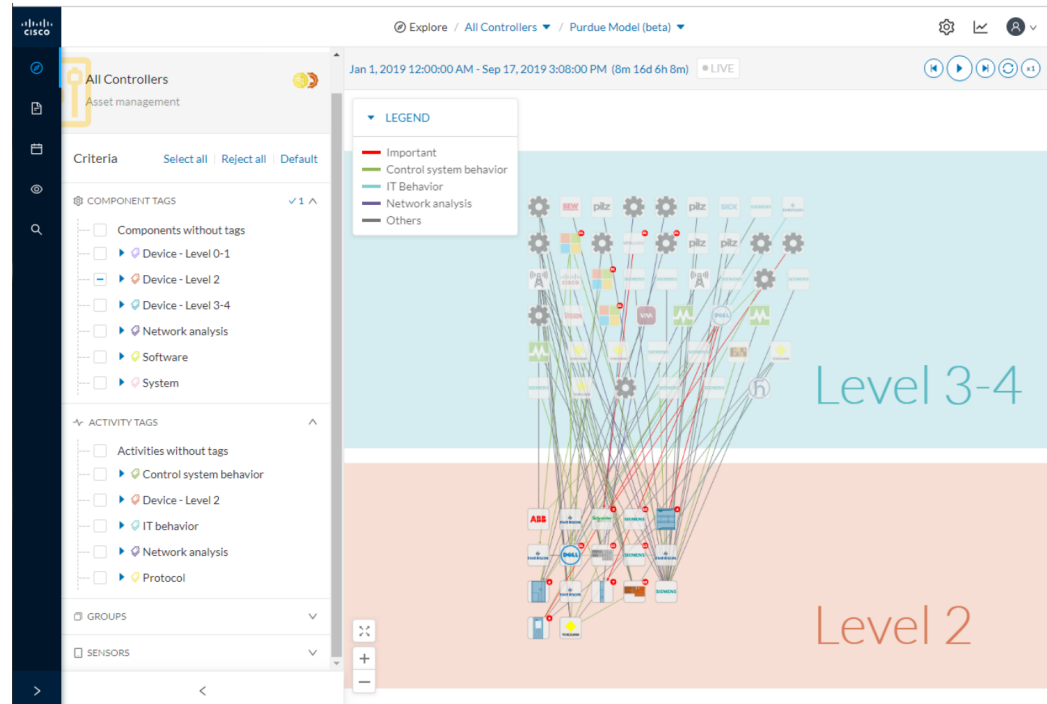 cisco
Explore / All Controllers / Purdue Model (beta)
All Controllers
Asset management
Jan 1, 2019 12:00:00 AM - Sep 17, 2019 3:08:00 PM (8m 16d 6h 8m) LIVE
x1
LEGEND
Important
Control system behavior
IT Behavior
Network analysis
Others
Criteria Select all Reject all Default
COMPONENT TAGS 1
Components without tags
Device - Level 0-1
Device - Level 2
Device - Level 3-4
Network analysis
Software
System
ACTIVITY TAGS
Activities without tags
Control system behavior
Device - Level 2
IT behavior
Network analysis
Protocol
GROUPS
SENSORS
pilz
pilz
SICK
pilz
pilz
cisco
DELL
Level 3-4
ABB
SIEMENS
DELL
SIEMENS
SIEMENS
Level 2